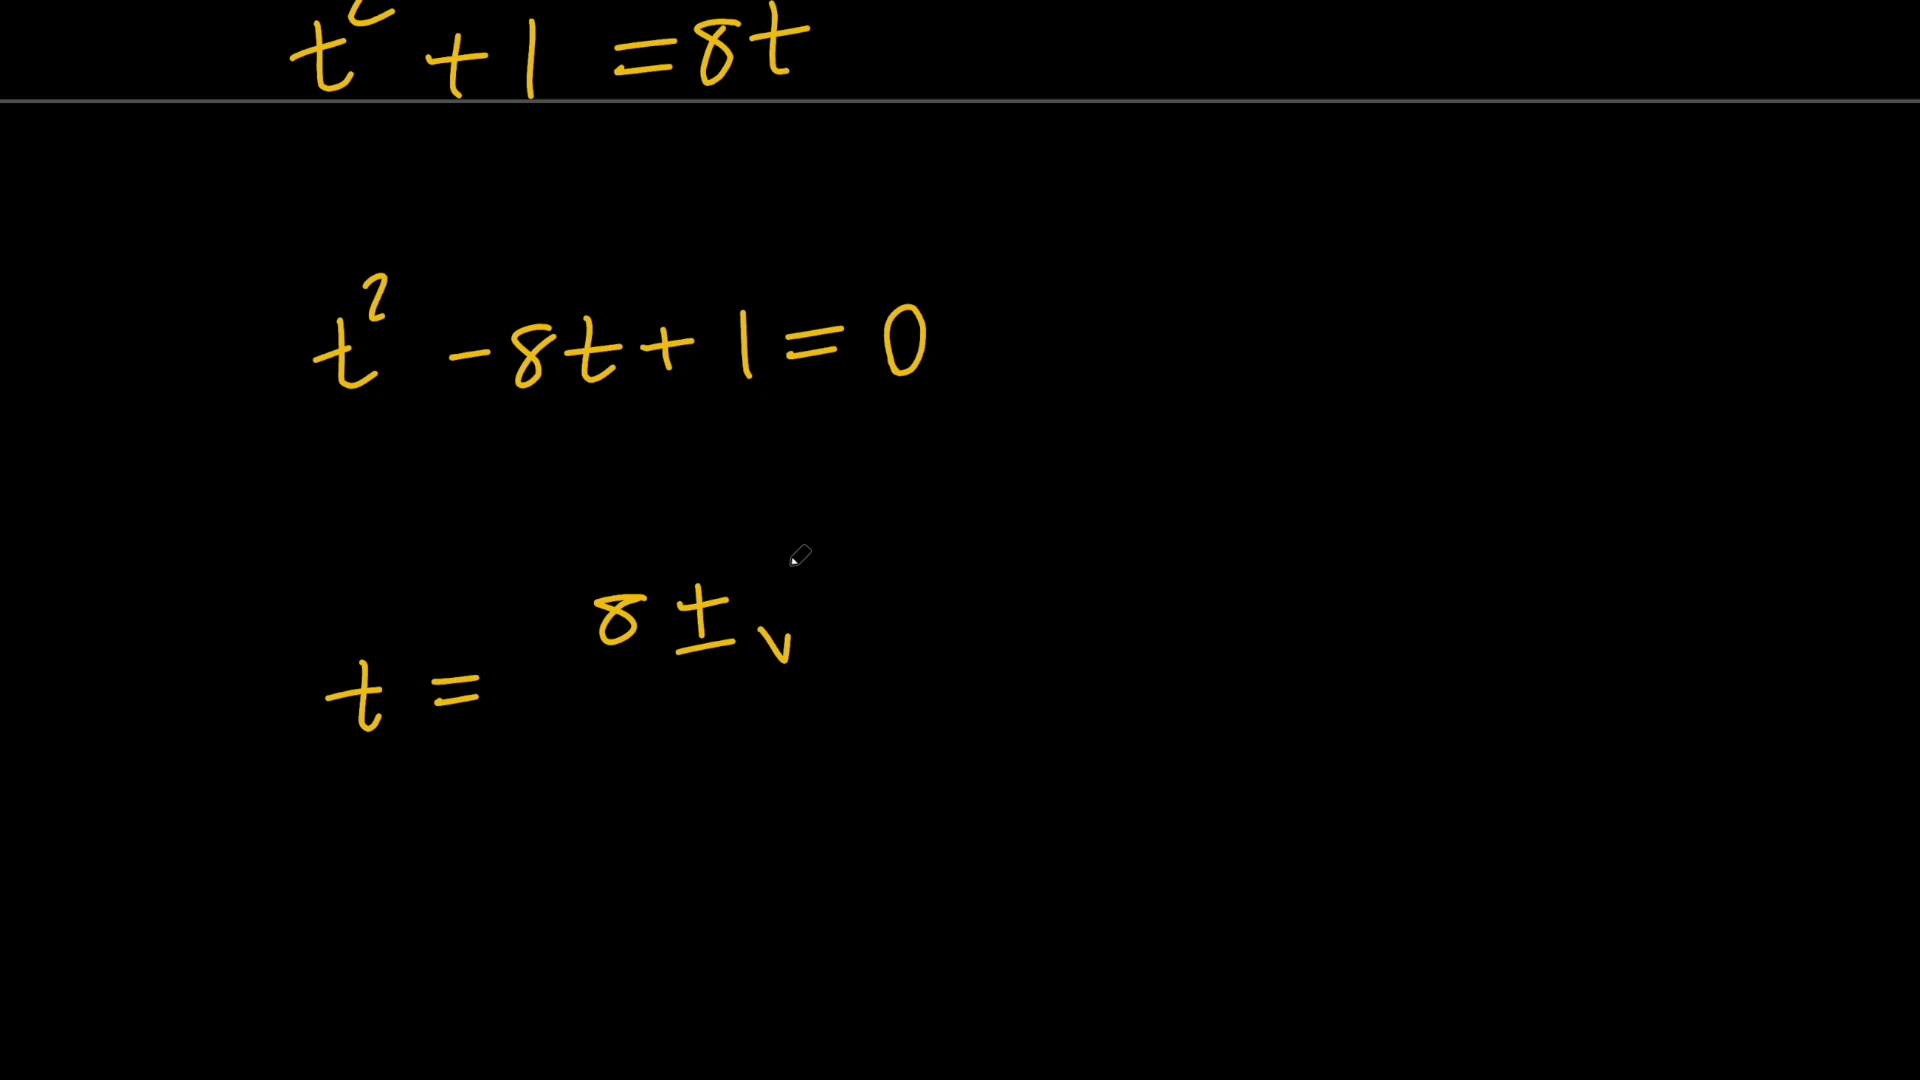 t² + 1 = 8t
t² - 8t + 1 = 0
8 ± √
t =